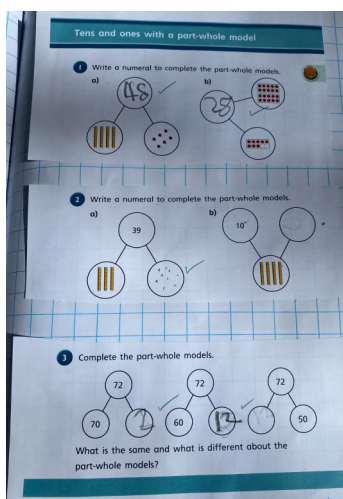 Tens and ones with a part-whole model
1 Write a numeral to complete the part-whole models.
a) b)
48
28
2 Write a numeral to complete the part-whole models.
a) b)
39 10
3 Complete the part-whole models.
72 72 72
70 2 60 12 50
What is the same and what is different about the
part-whole models?